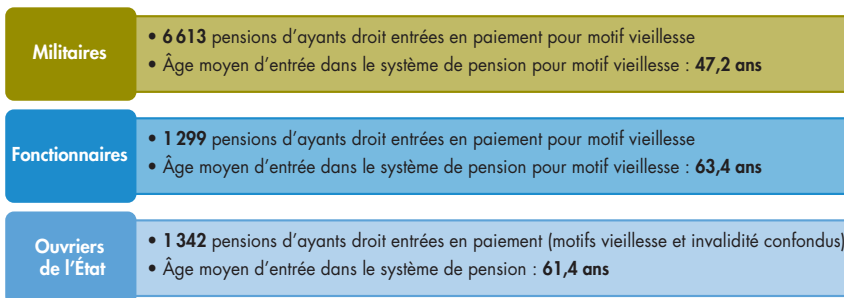 Militaires
• 6 613 pensions d'ayants droit entrées en paiement pour motif vieillesse
• Âge moyen d'entrée dans le système de pension pour motif vieillesse : 47,2 ans
Fonctionnaires
• 1 299 pensions d'ayants droit entrées en paiement pour motif vieillesse
• Âge moyen d'entrée dans le système de pension pour motif vieillesse : 63,4 ans
Ouvriers
de l'État
• 1 342 pensions d'ayants droit entrées en paiement (motifs vieillesse et invalidité confondus)
• Âge moyen d'entrée dans le système de pension : 61,4 ans